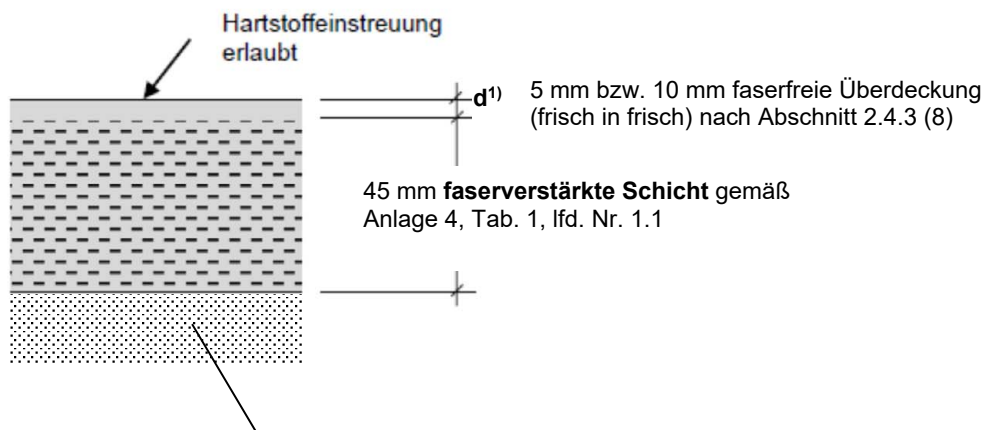 Hartstoffeinstreuung
erlaubt
d¹⁾ 5 mm bzw. 10 mm faserfreie Überdeckung
(frisch in frisch) nach Abschnitt 2.4.3 (8)
45 mm faserverstärkte Schicht gemäß
Anlage 4, Tab. 1, lfd. Nr. 1.1